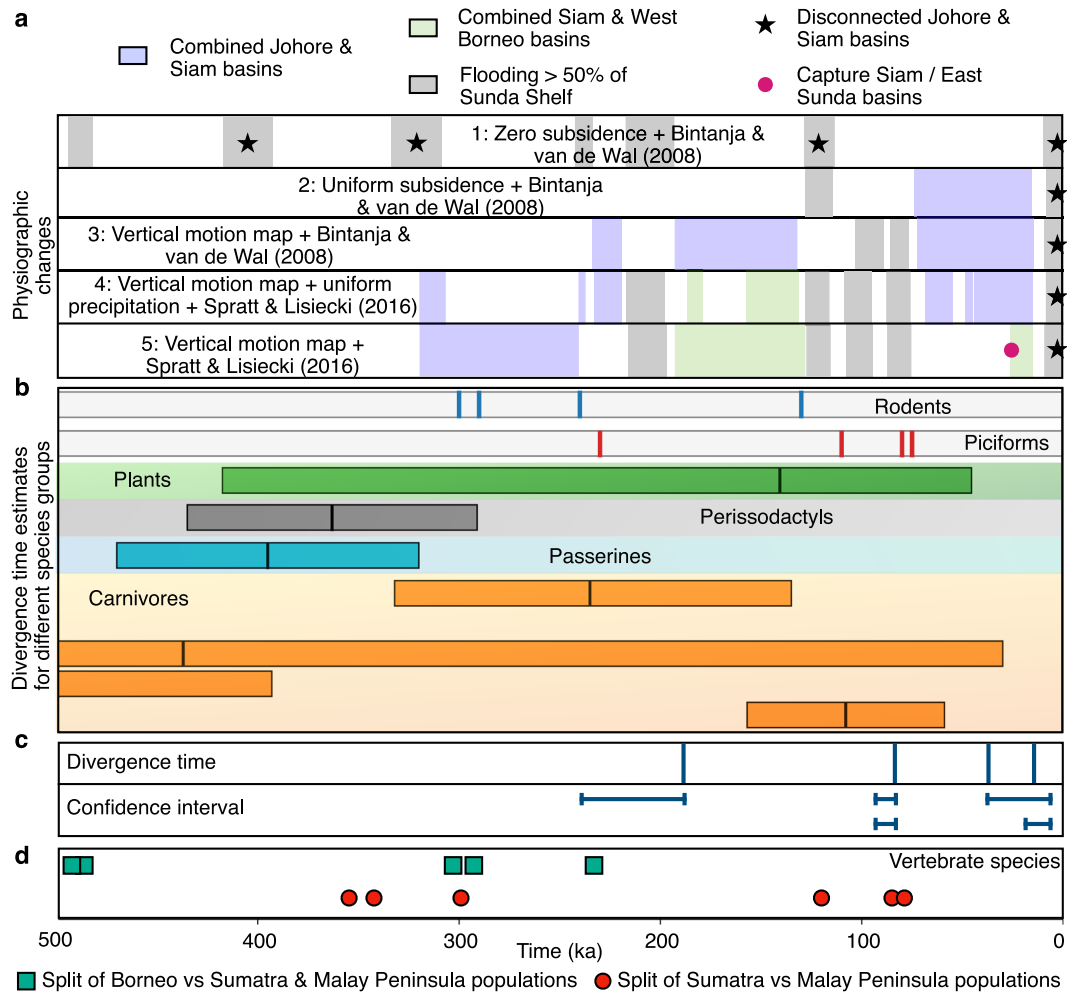 a
Combined Johore &
Siam basins
Combined Siam & West
Borneo basins
Flooding > 50% of
Sunda Shelf
Disconnected Johore &
Siam basins
Capture Siam / East
Sunda basins
Physiographic
changes
1: Zero subsidence + Bintanja &
van de Wal (2008)
2: Uniform subsidence + Bintanja
& van de Wal (2008)
3: Vertical motion map + Bintanja &
van de Wal (2008)
4: Vertical motion map + uniform
precipitation + Spratt & Lisiecki (2016)
5: Vertical motion map +
Spratt & Lisiecki (2016)
b
Divergence time estimates
for different species groups
Rodents
Piciforms
Plants
Perissodactyls
Passerines
Carnivores
c
Divergence time
Confidence interval
d
Vertebrate species
500 400 300 200 100 0
Time (ka)
Split of Borneo vs Sumatra & Malay Peninsula populations
Split of Sumatra vs Malay Peninsula populations